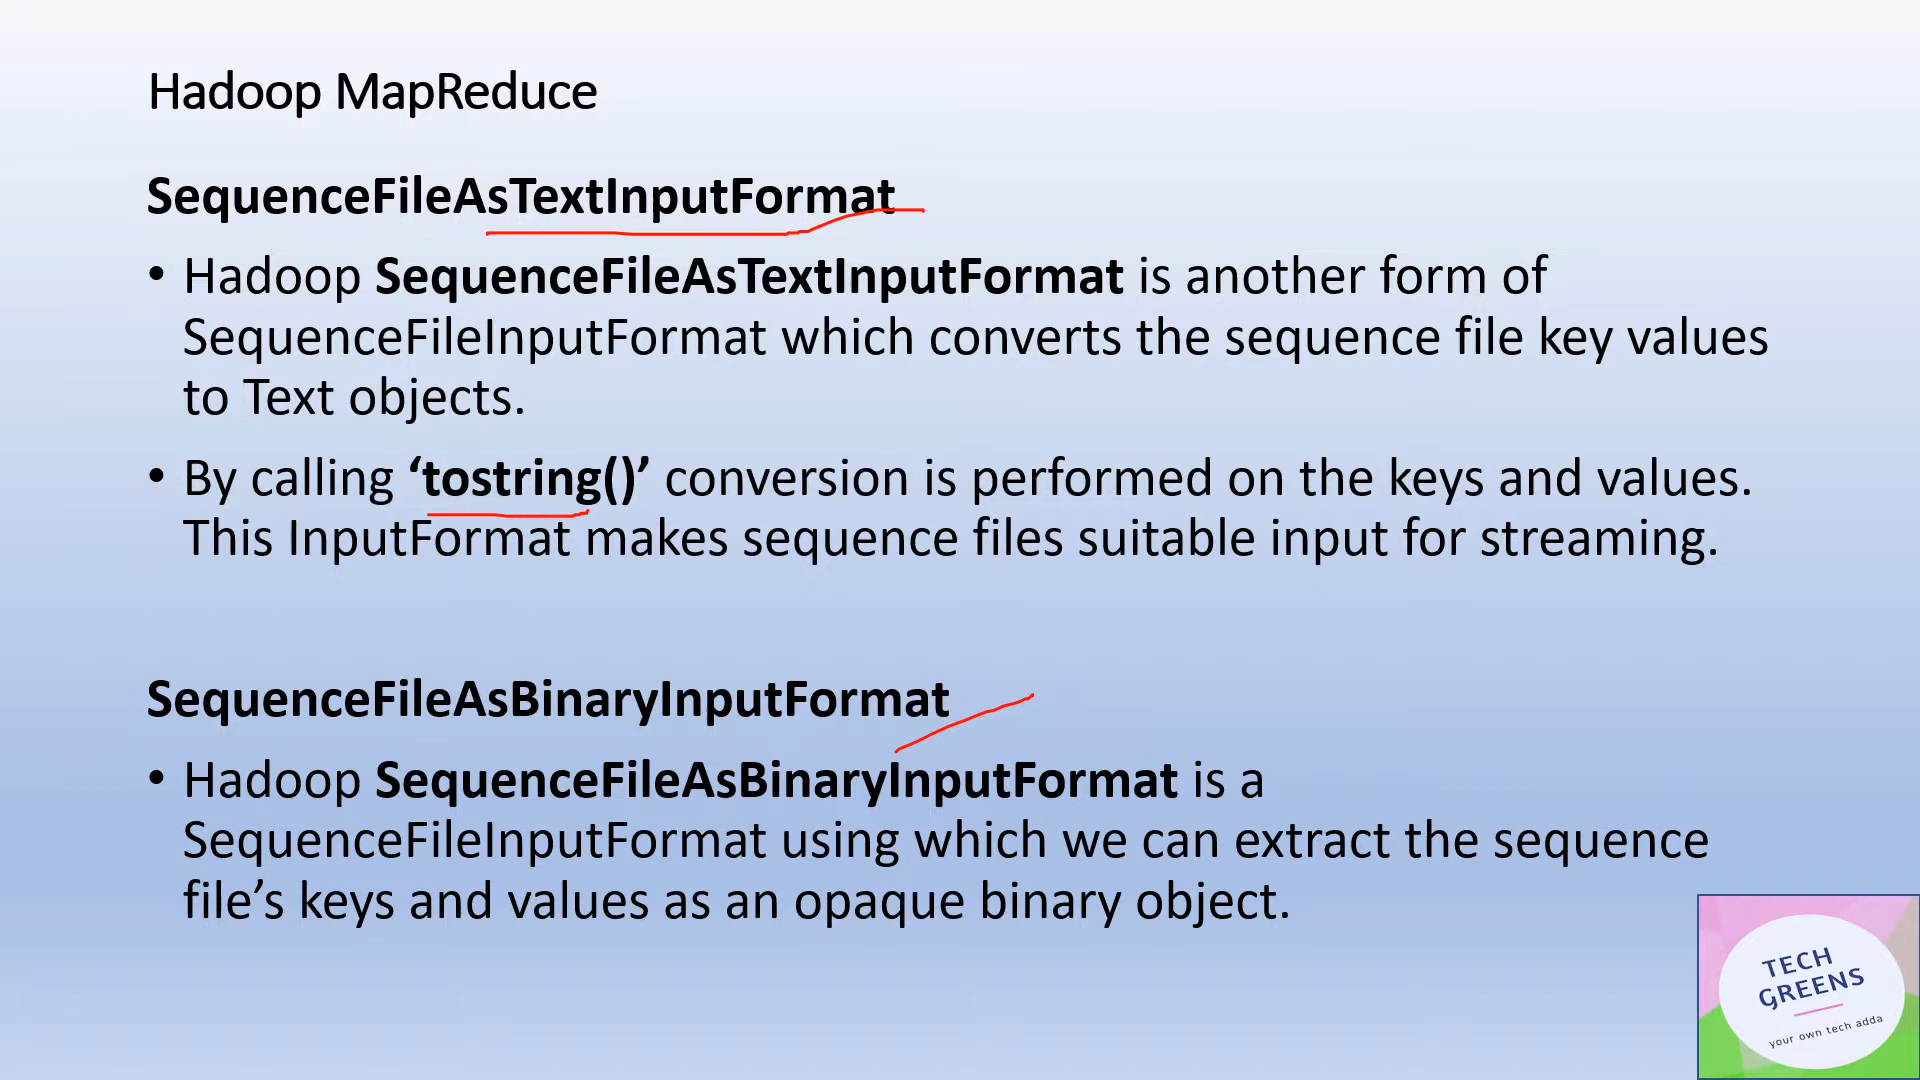 Hadoop MapReduce
SequenceFileAsTextInputFormat
• Hadoop SequenceFileAsTextInputFormat is another form of
SequenceFileInputFormat which converts the sequence file key values
to Text objects.
• By calling ‘tostring()’ conversion is performed on the keys and values.
This InputFormat makes sequence files suitable input for streaming.
SequenceFileAsBinaryInputFormat
• Hadoop SequenceFileAsBinaryInputFormat is a
SequenceFileInputFormat using which we can extract the sequence
file’s keys and values as an opaque binary object.
TECH
GREENS
your own tech adda